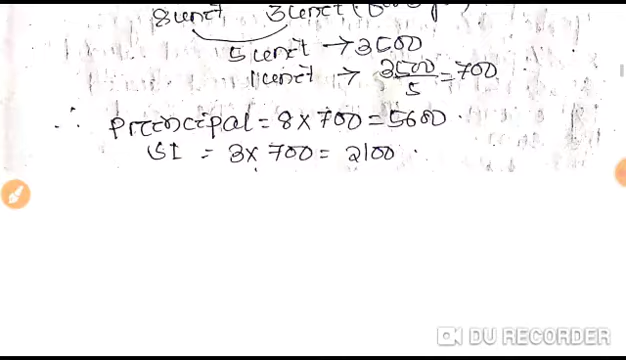 8 unit 3 unit
5 unit → 3500
1 unit → 3500/5 = 700
∴ Principal = 8 × 700 = 5600.
SI = 3 × 700 = 2100.
DU RECORDER